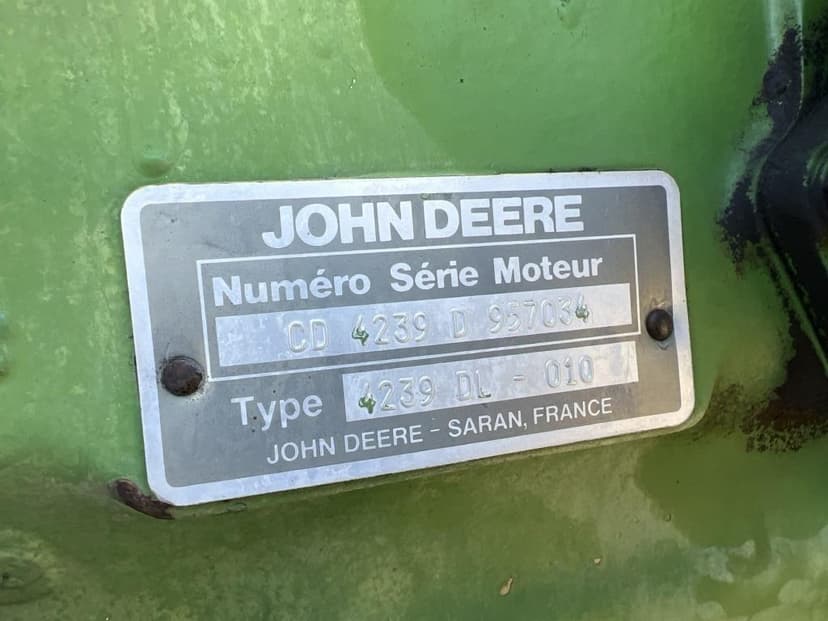 JOHN DEERE
Numéro Série Moteur
CD 4239 D 957034
Type 4239 DL - 010
JOHN DEERE - SARAN, FRANCE